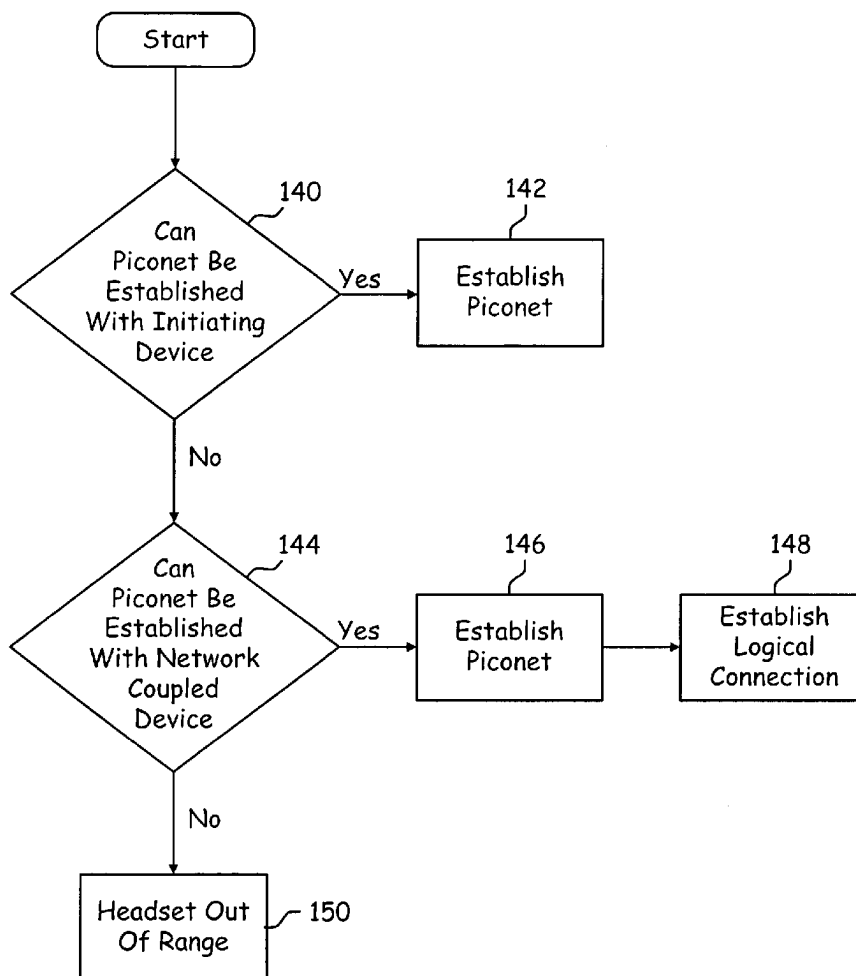 Start
140
Can
Piconet Be
Established
With Initiating
Device
Yes
142
Establish
Piconet
No
144
Can
Piconet Be
Established
With Network
Coupled
Device
Yes
146
Establish
Piconet
148
Establish
Logical
Connection
No
Headset Out
Of Range
150